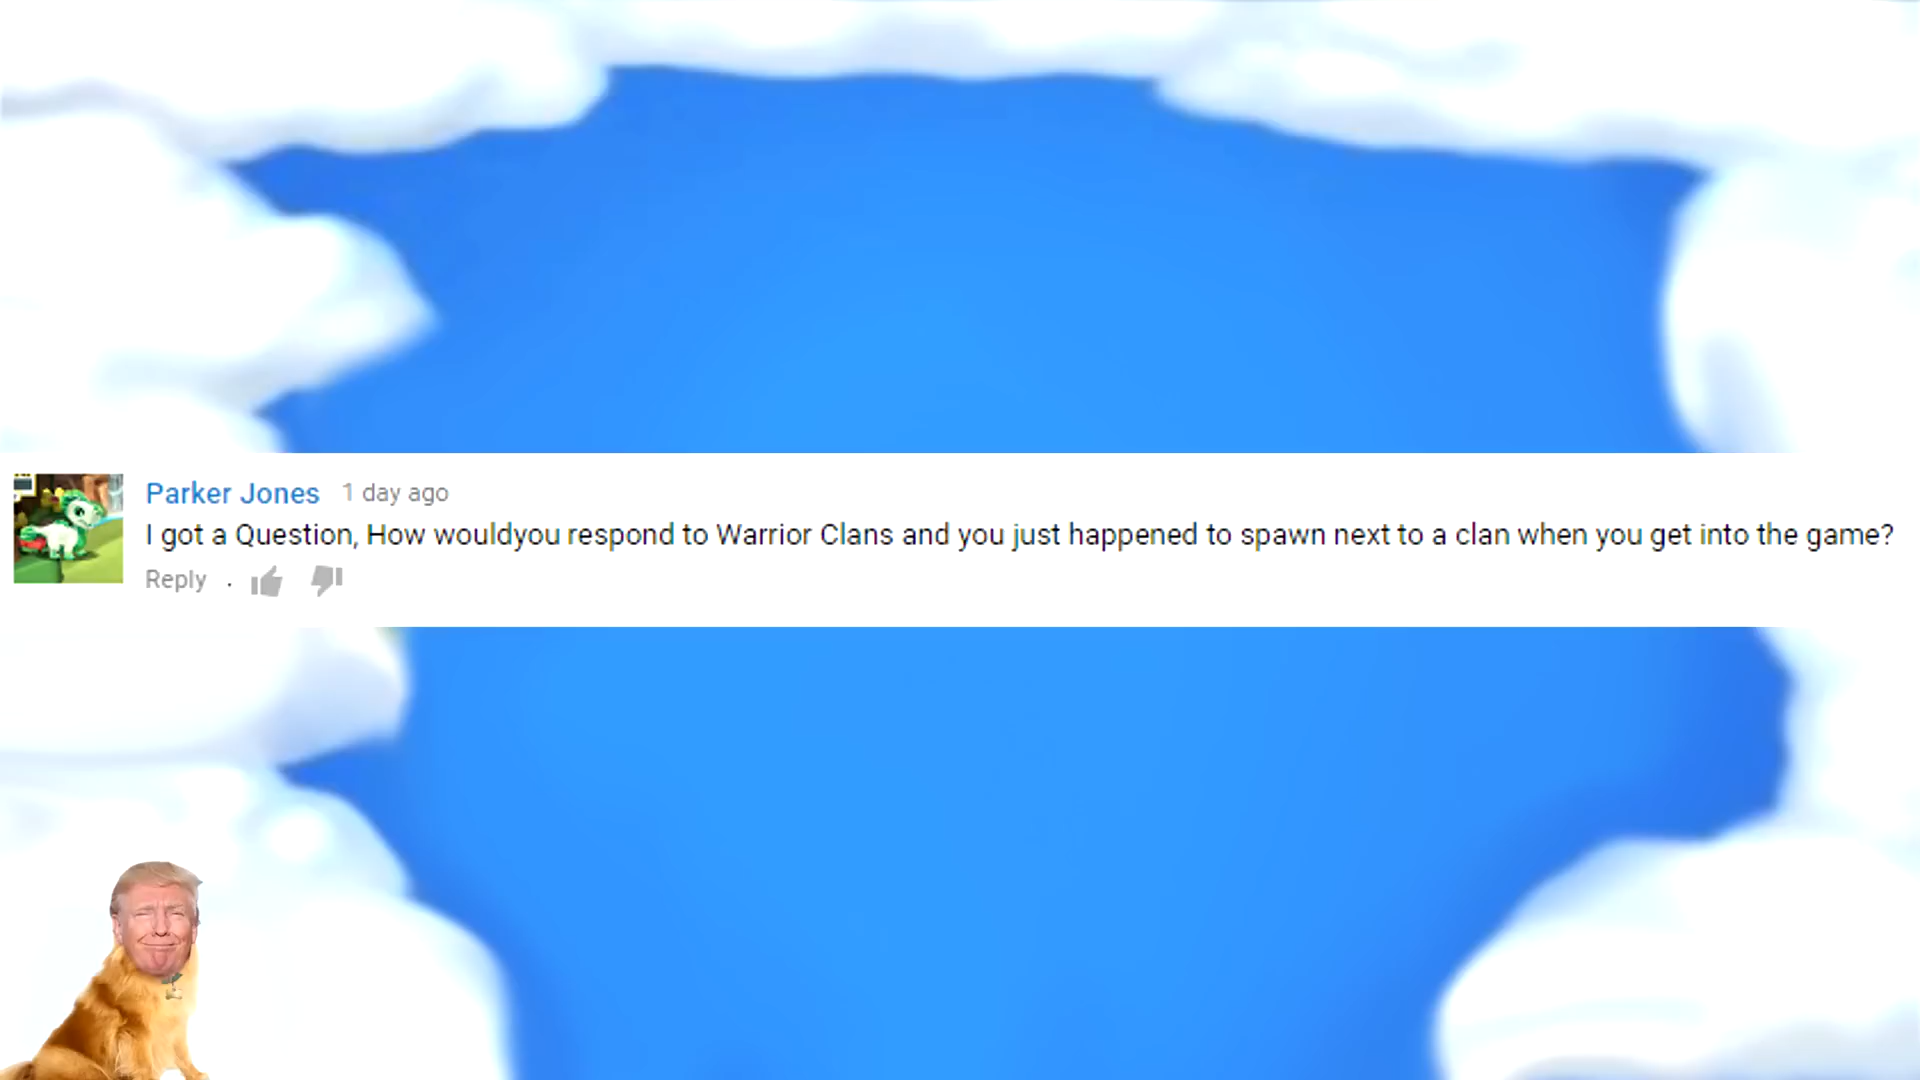 Parker Jones 1 day ago
I got a Question, How wouldyou respond to Warrior Clans and you just happened to spawn next to a clan when you get into the game?
Reply .